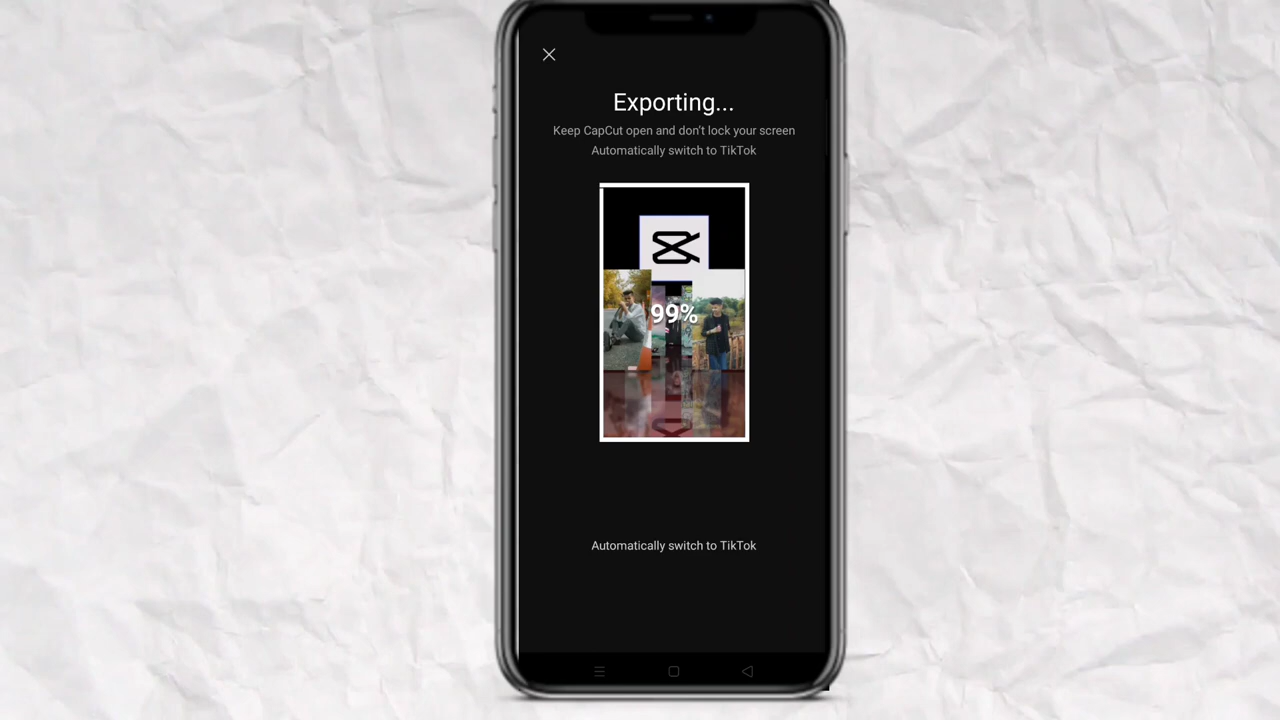 Exporting...
Keep CapCut open and don't lock your screen
Automatically switch to TikTok
99%
Automatically switch to TikTok